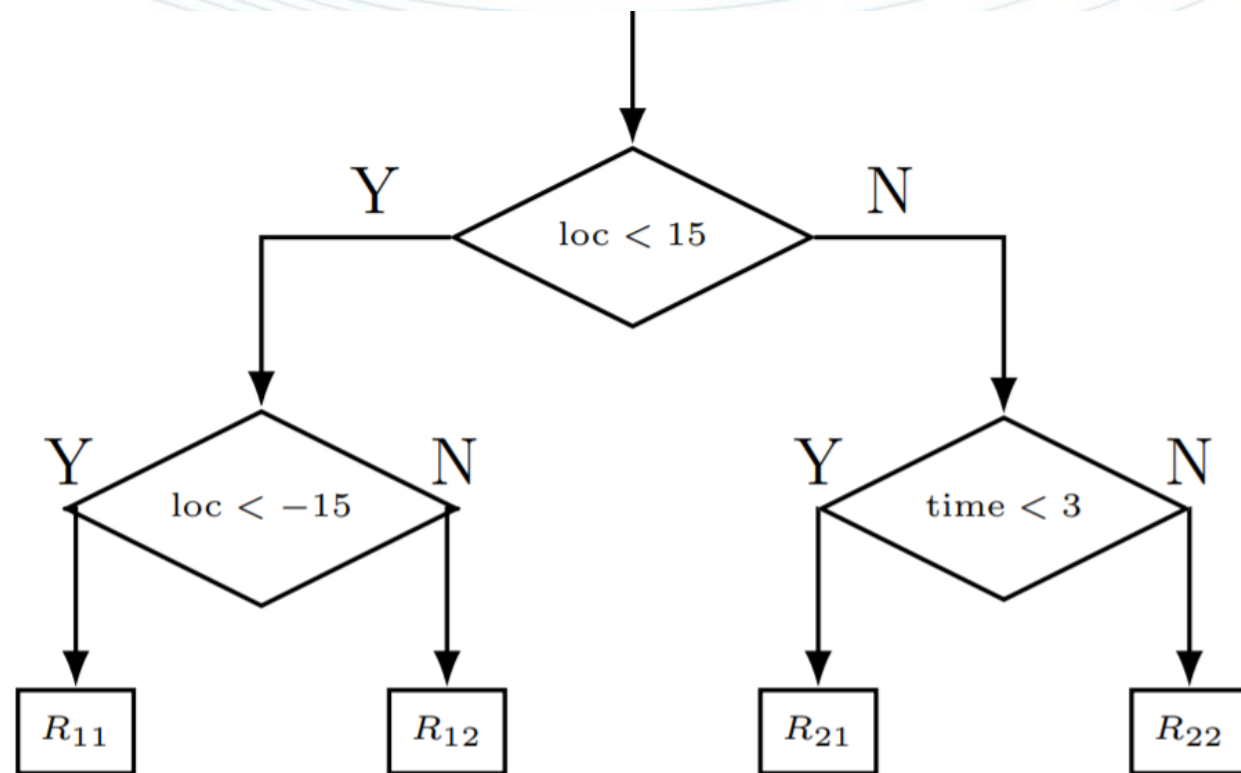 Y N
loc < 15
Y N Y N
loc < −15 time < 3
R11 R12 R21 R22